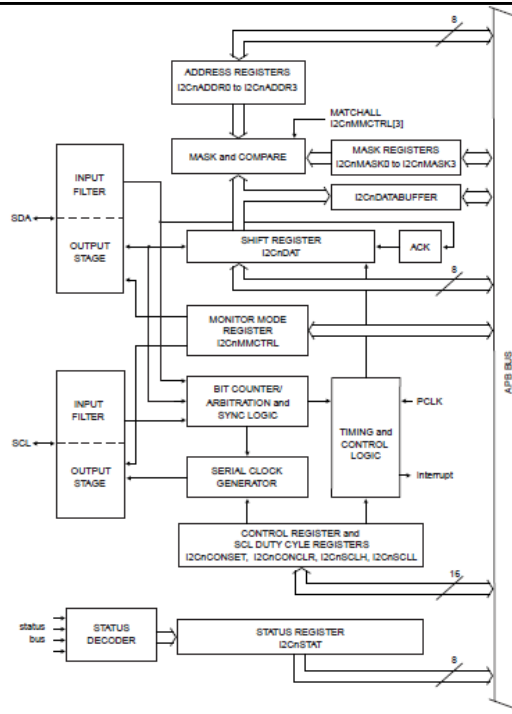 8
ADDRESS REGISTERS
I2CnADDR0 to I2CnADDR3
MATCHALL
I2CnMMCTRL[3]
MASK and COMPARE
MASK REGISTERS
I2CnMASK0 to I2CnMASK3
INPUT
FILTER
I2CnDATABUFFER
SDA
OUTPUT
STAGE
SHIFT REGISTER
I2CnDAT
ACK
8
MONITOR MODE
REGISTER
I2CnMMCTRL
APB BUS
INPUT
FILTER
BIT COUNTER/
ARBITRATION and
SYNC LOGIC
PCLK
TIMING and
CONTROL
LOGIC
SCL
OUTPUT
STAGE
SERIAL CLOCK
GENERATOR
Interrupt
CONTROL REGISTER and
SCL DUTY CYLE REGISTERS
I2CnCONSET, I2CnCONCLR, I2CnSCLH, I2CnSCLL
16
status
bus
STATUS
DECODER
STATUS REGISTER
I2CnSTAT
8